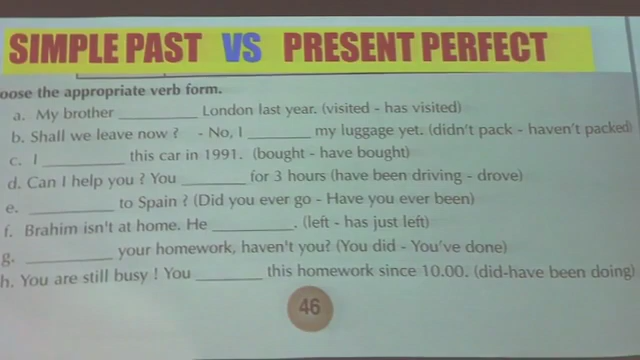 SIMPLE PAST VS PRESENT PERFECT
oose the appropriate verb form.
a. My brother __________ London last year. (visited - has visited)
b. Shall we leave now ? - No, I ________ my luggage yet. (didn't pack - haven't packed)
c. I __________ this car in 1991. (bought - have bought)
d. Can I help you ? You ________ for 3 hours (have been driving - drove)
e. __________ to Spain ? (Did you ever go - Have you ever been)
f. Brahim isn't at home. He __________. (left - has just left)
g. __________ your homework, haven't you? (You did - You've done)
h. You are still busy ! You ________ this homework since 10.00. (did-have been doing)
46